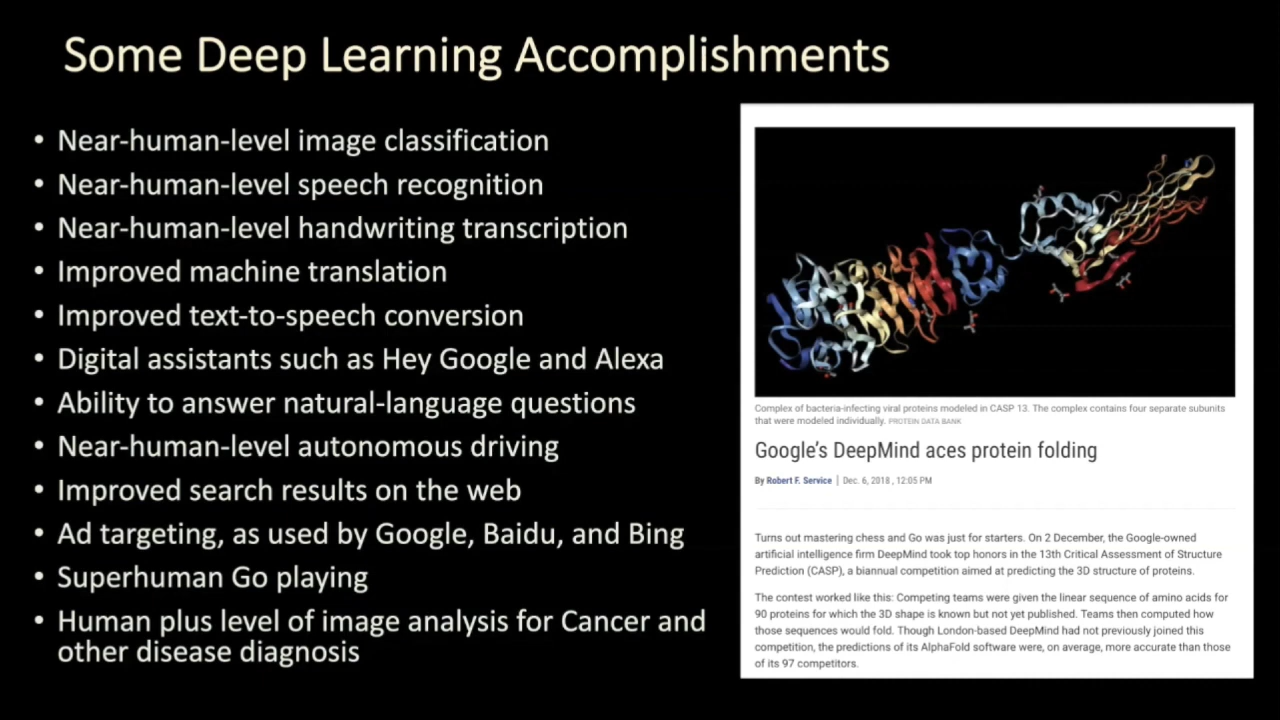 Some Deep Learning Accomplishments
• Near-human-level image classification
• Near-human-level speech recognition
• Near-human-level handwriting transcription
• Improved machine translation
• Improved text-to-speech conversion
• Digital assistants such as Hey Google and Alexa
• Ability to answer natural-language questions
• Near-human-level autonomous driving
• Improved search results on the web
• Ad targeting, as used by Google, Baidu, and Bing
• Superhuman Go playing
• Human plus level of image analysis for Cancer and
other disease diagnosis
Complex of bacteria-infecting viral proteins modeled in CASP 13. The complex contains four separate subunits
that were modeled individually. PROTEIN DATA BANK
Google's DeepMind aces protein folding
By Robert F. Service | Dec. 6, 2018 , 12:05 PM
Turns out mastering chess and Go was just for starters. On 2 December, the Google-owned
artificial intelligence firm DeepMind took top honors in the 13th Critical Assessment of Structure
Prediction (CASP), a biannual competition aimed at predicting the 3D structure of proteins.
The contest worked like this: Competing teams were given the linear sequence of amino acids for
90 proteins for which the 3D shape is known but not yet published. Teams then computed how
those sequences would fold. Though London-based DeepMind had not previously joined this
competition, the predictions of its AlphaFold software were, on average, more accurate than those
of its 97 competitors.